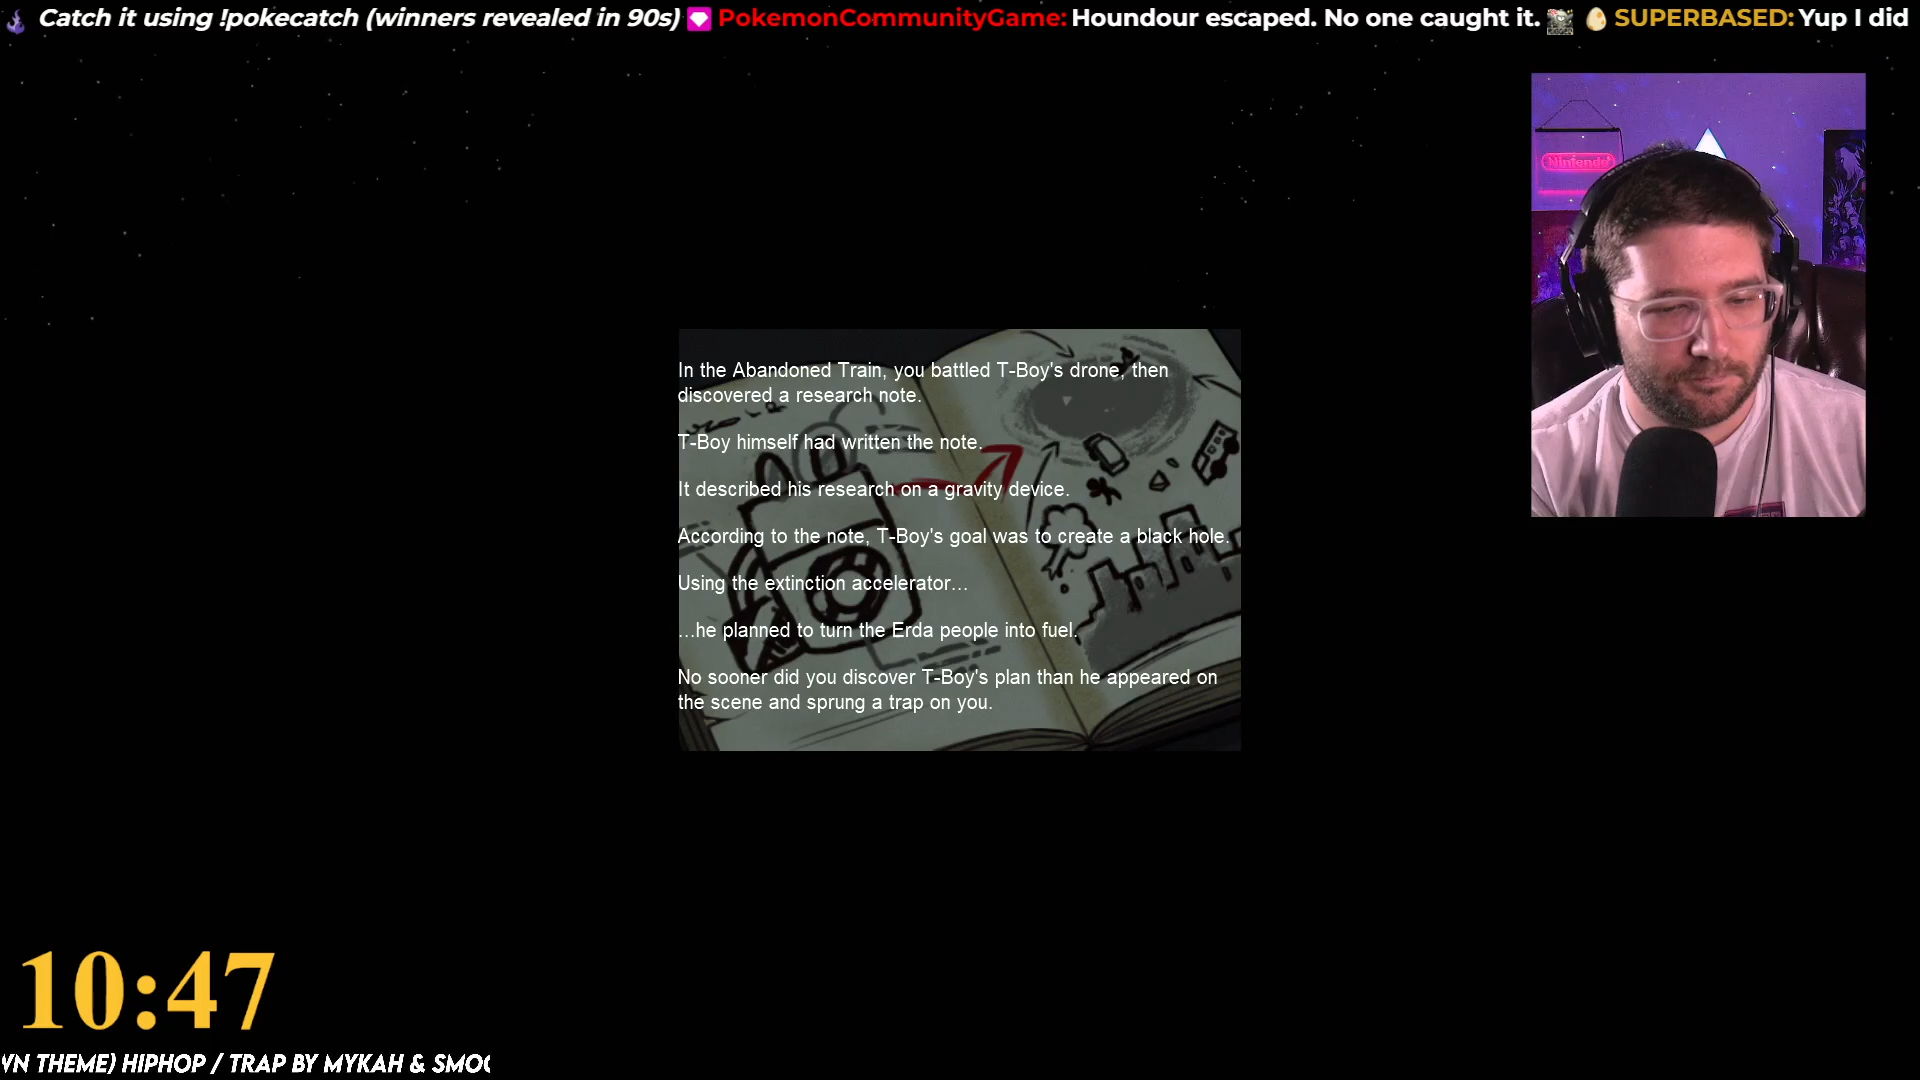 Catch it using !pokecatch (winners revealed in 90s) PokemonCommunityGame: Houndour escaped. No one caught it. SUPERBASED: Yup I did
Nintendo
In the Abandoned Train, you battled T-Boy's drone, then
discovered a research note.
T-Boy himself had written the note.
It described his research on a gravity device.
According to the note, T-Boy's goal was to create a black hole.
Using the extinction accelerator...
...he planned to turn the Erda people into fuel.
No sooner did you discover T-Boy's plan than he appeared on
the scene and sprung a trap on you.
10:47
WN THEME) HIPHOP / TRAP BY MYKAH & SMOO